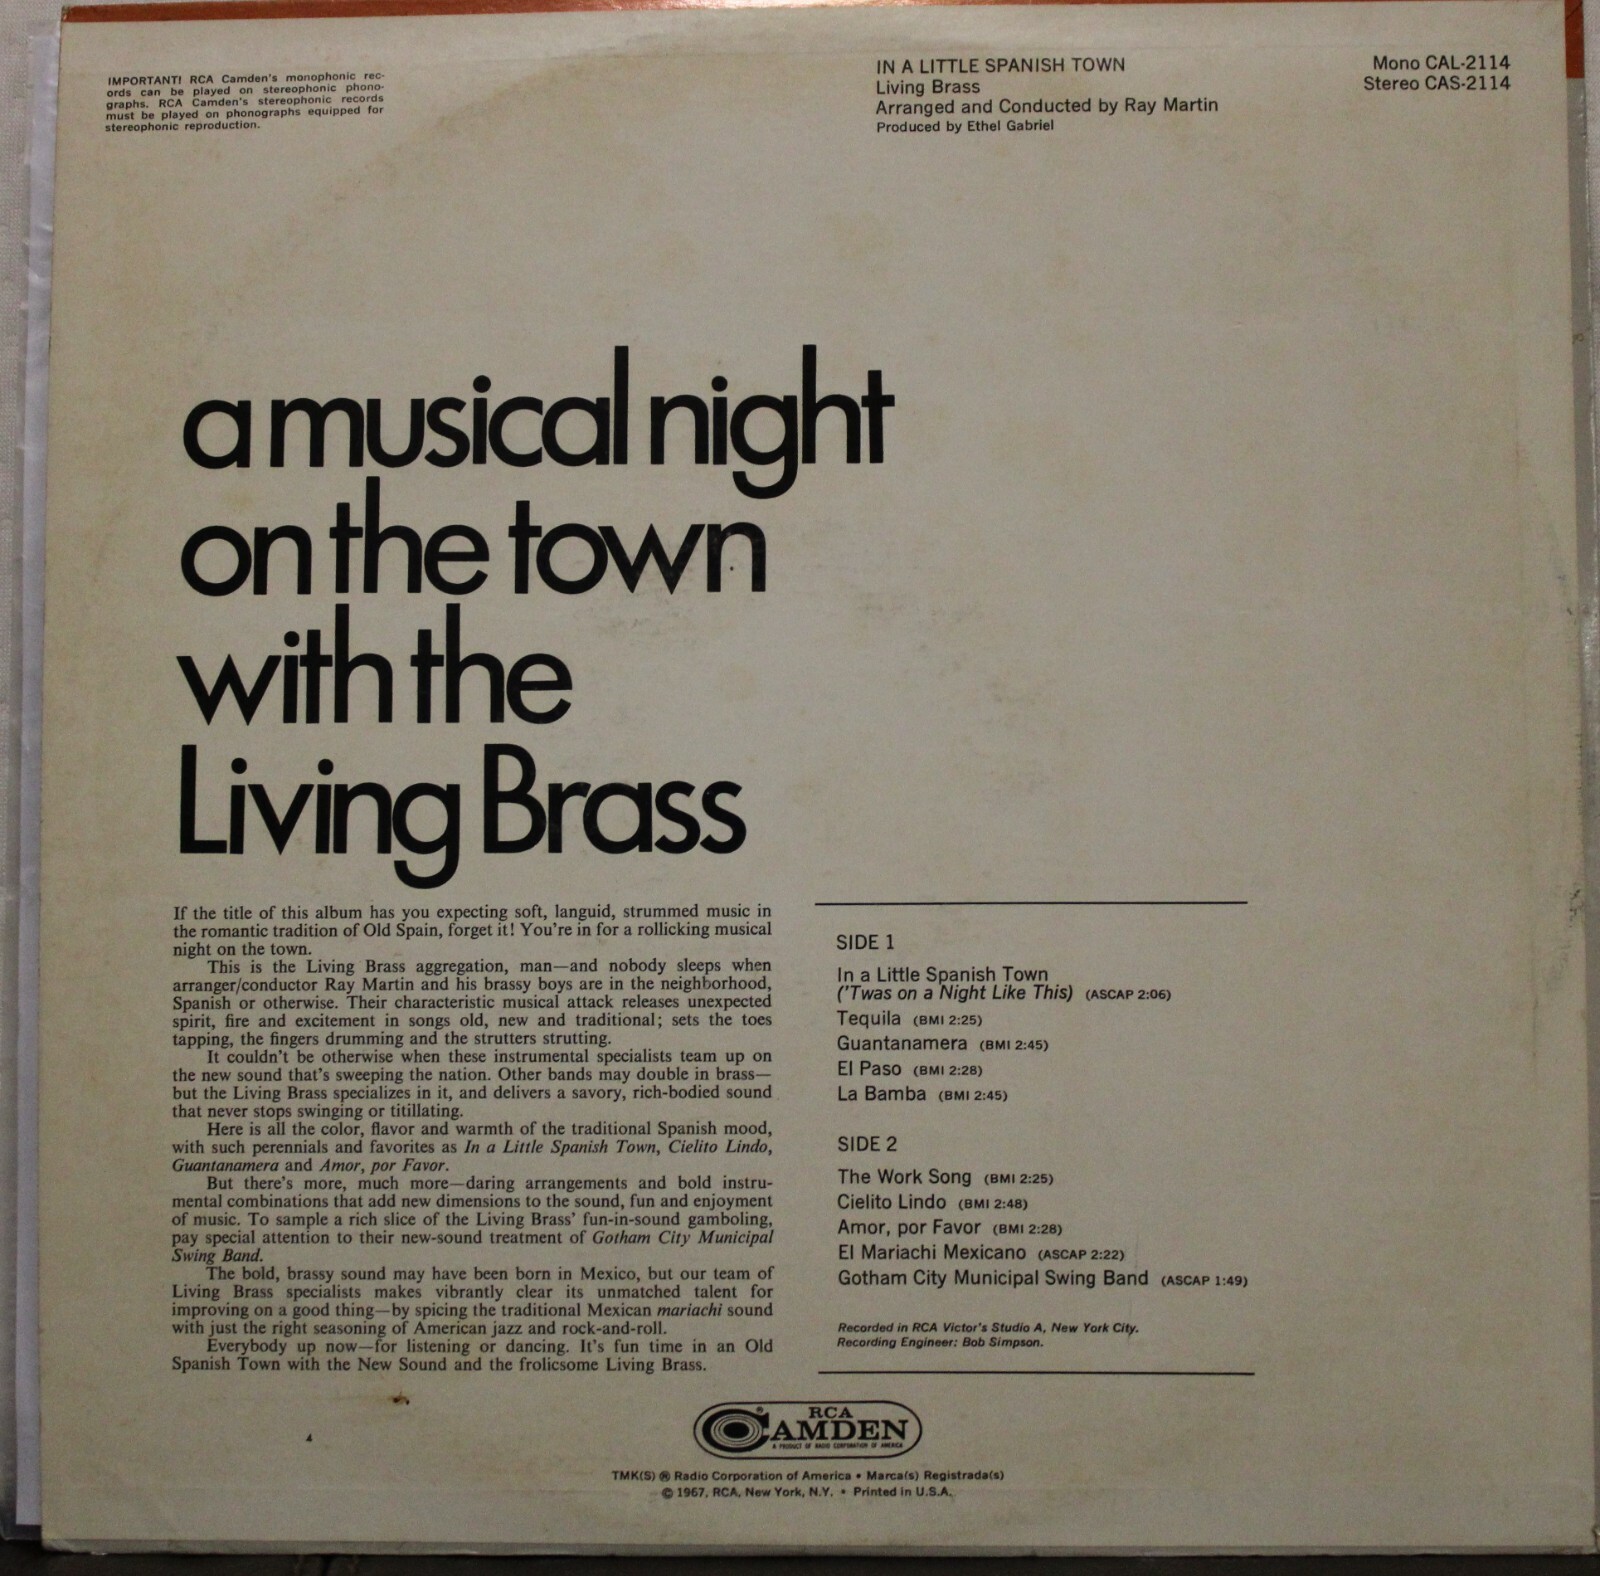 IMPORTANT! RCA Camden's monophonic rec-
ords can be played on stereophonic phono-
graphs. RCA Camden's stereophonic records
must be played on phonographs equipped for
stereophonic reproduction.
IN A LITTLE SPANISH TOWN
Living Brass
Arranged and Conducted by Ray Martin
Produced by Ethel Gabriel
Mono CAL-2114
Stereo CAS-2114
a musical night
on the town
with the
Living Brass
If the title of this album has you expecting soft, languid, strummed music in
the romantic tradition of Old Spain, forget it! You're in for a rollicking musical
night on the town.
This is the Living Brass aggregation, man—and nobody sleeps when
arranger/conductor Ray Martin and his brassy boys are in the neighborhood,
Spanish or otherwise. Their characteristic musical attack releases unexpected
spirit, fire and excitement in songs old, new and traditional; sets the toes
tapping, the fingers drumming and the strutters strutting.
It couldn't be otherwise when these instrumental specialists team up on
the new sound that's sweeping the nation. Other bands may double in brass—
but the Living Brass specializes in it, and delivers a savory, rich-bodied sound
that never stops swinging or titillating.
Here is all the color, flavor and warmth of the traditional Spanish mood,
with such perennials and favorites as In a Little Spanish Town, Cielito Lindo,
Guantanamera and Amor, por Favor.
But there's more, much more—daring arrangements and bold instru-
mental combinations that add new dimensions to the sound, fun and enjoyment
of music. To sample a rich slice of the Living Brass' fun-in-sound gamboling,
pay special attention to their new-sound treatment of Gotham City Municipal
Swing Band.
The bold, brassy sound may have been born in Mexico, but our team of
Living Brass specialists makes vibrantly clear its unmatched talent for
improving on a good thing—by spicing the traditional Mexican mariachi sound
with just the right seasoning of American jazz and rock-and-roll.
Everybody up now—for listening or dancing. It's fun time in an Old
Spanish Town with the New Sound and the frolicsome Living Brass.
SIDE 1
In a Little Spanish Town
('Twas on a Night Like This) (ASCAP 2:06)
Tequila (BMI 2:25)
Guantanamera (BMI 2:45)
El Paso (BMI 2:28)
La Bamba (BMI 2:45)
SIDE 2
The Work Song (BMI 2:25)
Cielito Lindo (BMI 2:48)
Amor, por Favor (BMI 2:28)
El Mariachi Mexicano (ASCAP 2:22)
Gotham City Municipal Swing Band (ASCAP 1:49)
Recorded in RCA Victor's Studio A, New York City.
Recording Engineer: Bob Simpson.
RCA
CAMDEN
A PRODUCT OF RADIO CORPORATION OF AMERICA
TMK(S) ® Radio Corporation of America • Marca(s) Registrada(s)
© 1967, RCA, New York, N.Y. • Printed in U.S.A.